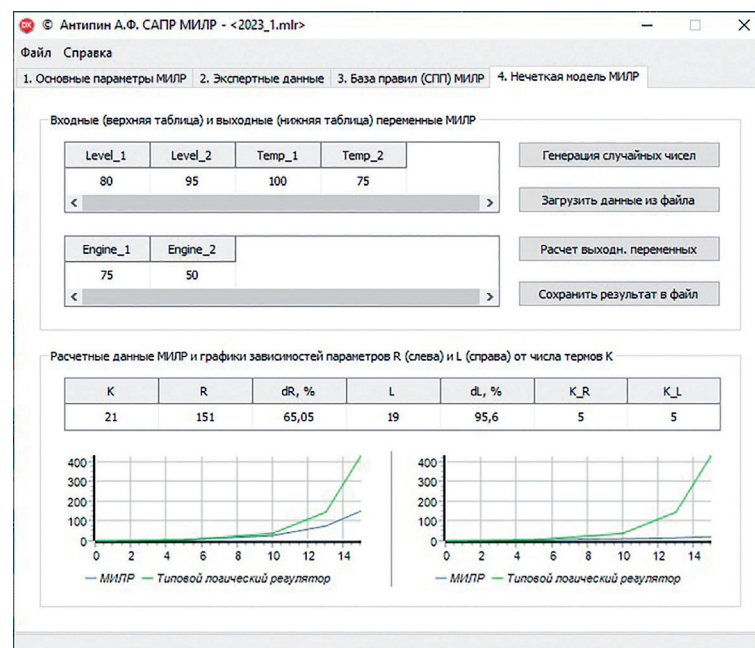 DX © Антипин А.Ф. САПР МИЛР - <2023_1.mlr>
Файл Справка
1. Основные параметры МИЛР 2. Экспертные данные 3. База правил (СПП) МИЛР 4. Нечеткая модель МИЛР
Входные (верхняя таблица) и выходные (нижняя таблица) переменные МИЛР
Level_1 Level_2 Temp_1 Temp_2
80 95 100 75
Генерация случайных чисел
Загрузить данные из файла
Engine_1 Engine_2
75 50
Расчет выходн. переменных
Сохранить результат в файл
Расчетные данные МИЛР и графики зависимостей параметров R (слева) и L (справа) от числа термов K
K R dR, % L dL, % K_R K_L
21 151 65,05 19 95,6 5 5
400
300
200
100
0
0 2 4 6 8 10 12 14
МИЛР Типовой логический регулятор
400
300
200
100
0
0 2 4 6 8 10 12 14
МИЛР Типовой логический регулятор